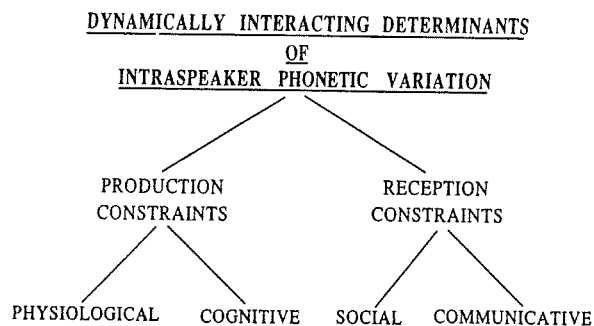 DYNAMICALLY INTERACTING DETERMINANTS
OF
INTRASPEAKER PHONETIC VARIATION
PRODUCTION
CONSTRAINTS
RECEPTION
CONSTRAINTS
PHYSIOLOGICAL COGNITIVE SOCIAL COMMUNICATIVE